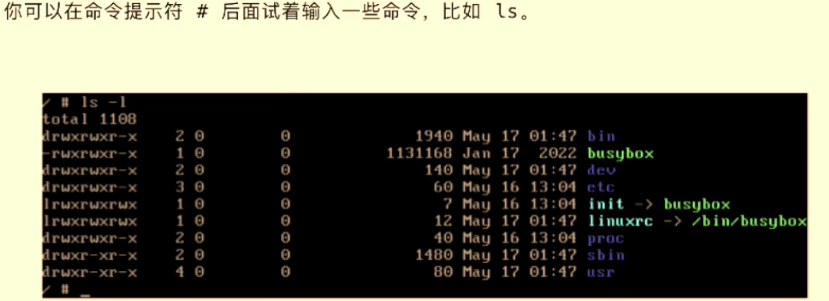 你可以在命令提示符 # 后面试着输入一些命令，比如 ls。
/ # ls -l
total 1108
drwxrwxr-x 2 0 0 1940 May 17 01:47 bin
-rwxrwxr-x 1 0 0 1131168 Jan 17 2022 busybox
drwxrwxr-x 2 0 0 140 May 17 01:47 dev
drwxrwxr-x 3 0 0 60 May 16 13:04 etc
lrwxrwxrwx 1 0 0 7 May 16 13:04 init -> busybox
lrwxrwxrwx 1 0 0 12 May 17 01:47 linuxrc -> /bin/busybox
drwxrwxr-x 2 0 0 40 May 16 13:04 proc
drwxr-xr-x 2 0 0 1480 May 17 01:47 sbin
drwxr-xr-x 4 0 0 80 May 17 01:47 usr
/ # _